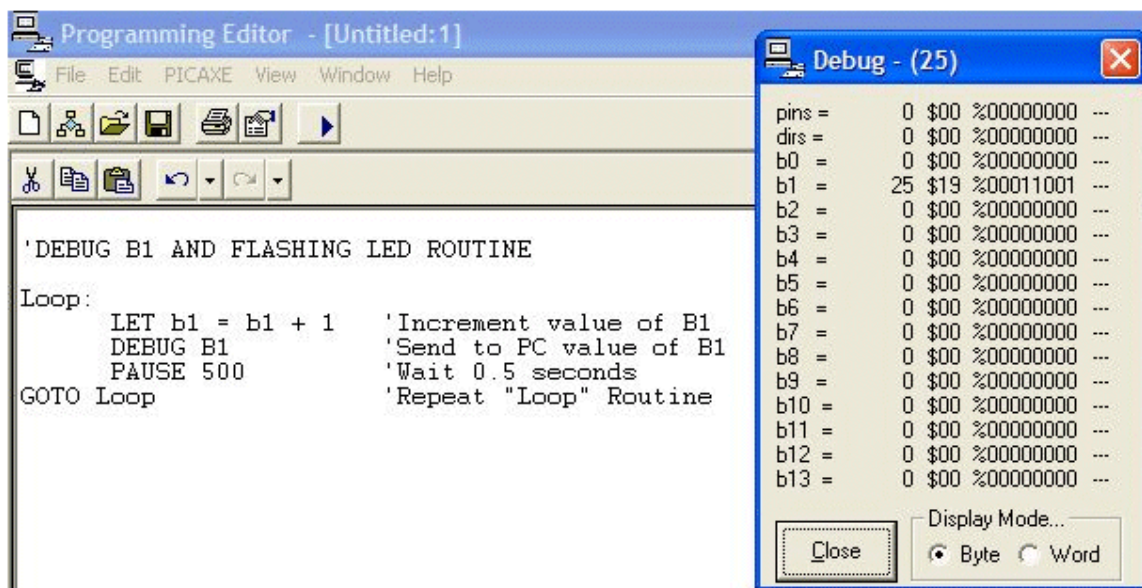 Programming Editor - [Untitled:1]
File Edit PICAXE View Window Help
'DEBUG B1 AND FLASHING LED ROUTINE
Loop:
LET b1 = b1 + 1 'Increment value of B1
DEBUG B1 'Send to PC value of B1
PAUSE 500 'Wait 0.5 seconds
GOTO Loop 'Repeat "Loop" Routine
Debug - (25)
pins = 0 $00 %00000000 ---
dirs = 0 $00 %00000000 ---
b0 = 0 $00 %00000000 ---
b1 = 25 $19 %00011001 ---
b2 = 0 $00 %00000000 ---
b3 = 0 $00 %00000000 ---
b4 = 0 $00 %00000000 ---
b5 = 0 $00 %00000000 ---
b6 = 0 $00 %00000000 ---
b7 = 0 $00 %00000000 ---
b8 = 0 $00 %00000000 ---
b9 = 0 $00 %00000000 ---
b10 = 0 $00 %00000000 ---
b11 = 0 $00 %00000000 ---
b12 = 0 $00 %00000000 ---
b13 = 0 $00 %00000000 ---
Display Mode...
Close
Byte Word